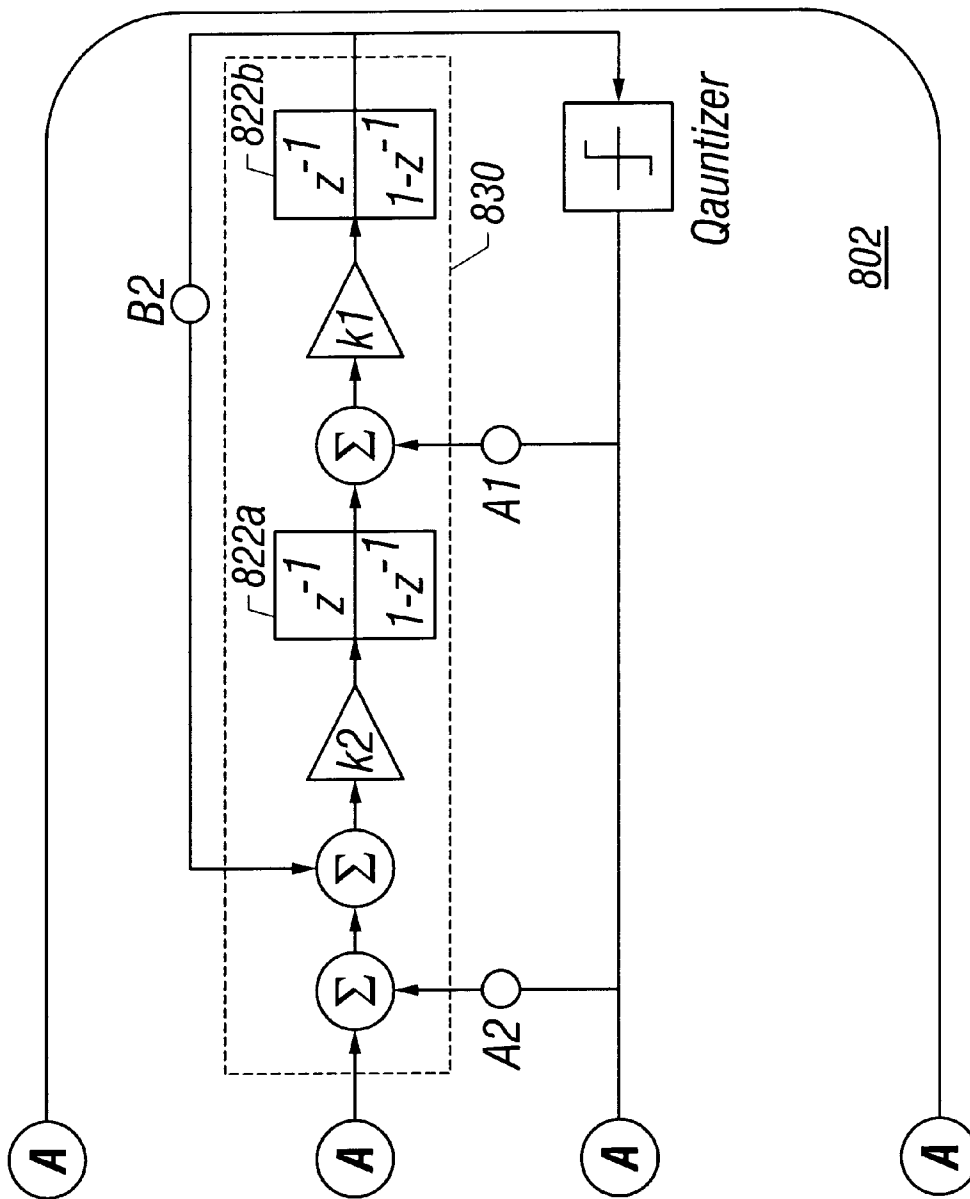 B2
822a
822b
A
A
Σ
Σ
k2
z⁻¹
1-z⁻¹
Σ
k1
z⁻¹
1-z⁻¹
830
A2
A1
A
Qauntizer
802
A